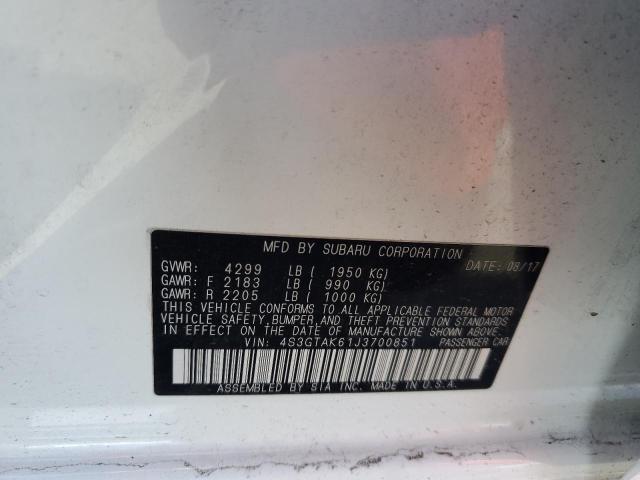 MFD BY SUBARU CORPORATION DATE: 08/17
GVWR: 4299 LB ( 1950 KG)
GAWR: F 2183 LB ( 990 KG)
GAWR: R 2205 LB ( 1000 KG)
THIS VEHICLE CONFORMS TO ALL APPLICABLE FEDERAL MOTOR
VEHICLE SAFETY, BUMPER, AND THEFT PREVENTION STANDARDS
IN EFFECT ON THE DATE OF MANUFACTURE SHOWN ABOVE.
VIN: 4S3GTAK61J3700851 PASSENGER CAR
ASSEMBLED BY SIA INC. MADE IN U.S.A.